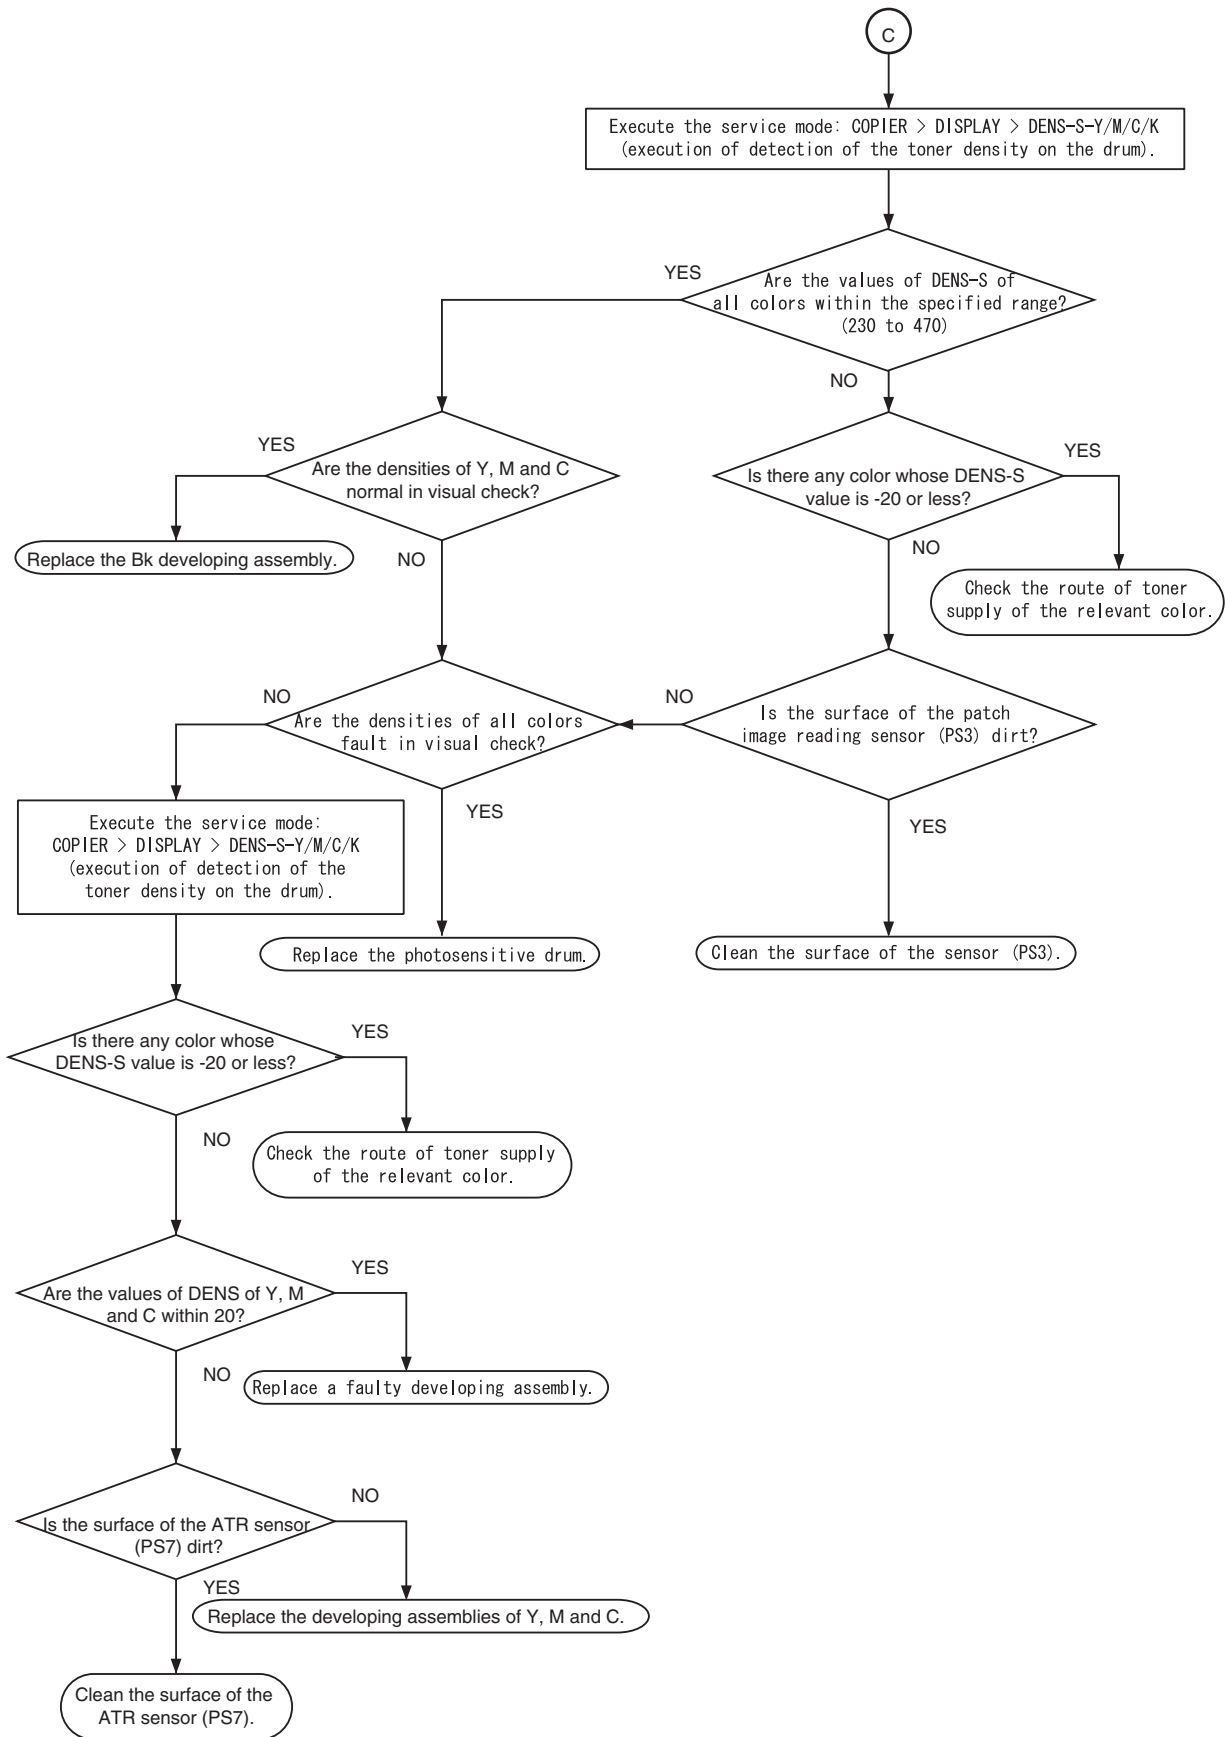 C
Execute the service mode: COPIER > DISPLAY > DENS-S-Y/M/C/K
(execution of detection of the toner density on the drum).
YES
Are the values of DENS-S of
all colors within the specified range?
(230 to 470)
NO
YES
Are the densities of Y, M and C
normal in visual check?
YES
Is there any color whose DENS-S
value is -20 or less?
Replace the Bk developing assembly.
NO
NO
Check the route of toner
supply of the relevant color.
NO
Are the densities of all colors
fault in visual check?
NO
Is the surface of the patch
image reading sensor (PS3) dirt?
YES
YES
Execute the service mode:
COPIER > DISPLAY > DENS-S-Y/M/C/K
(execution of detection of the
toner density on the drum).
Replace the photosensitive drum.
Clean the surface of the sensor (PS3).
Is there any color whose
DENS-S value is -20 or less?
YES
NO
Check the route of toner supply
of the relevant color.
Are the values of DENS of Y, M
and C within 20?
YES
NO
Replace a faulty developing assembly.
Is the surface of the ATR sensor
(PS7) dirt?
NO
YES
Replace the developing assemblies of Y, M and C.
Clean the surface of the
ATR sensor (PS7).